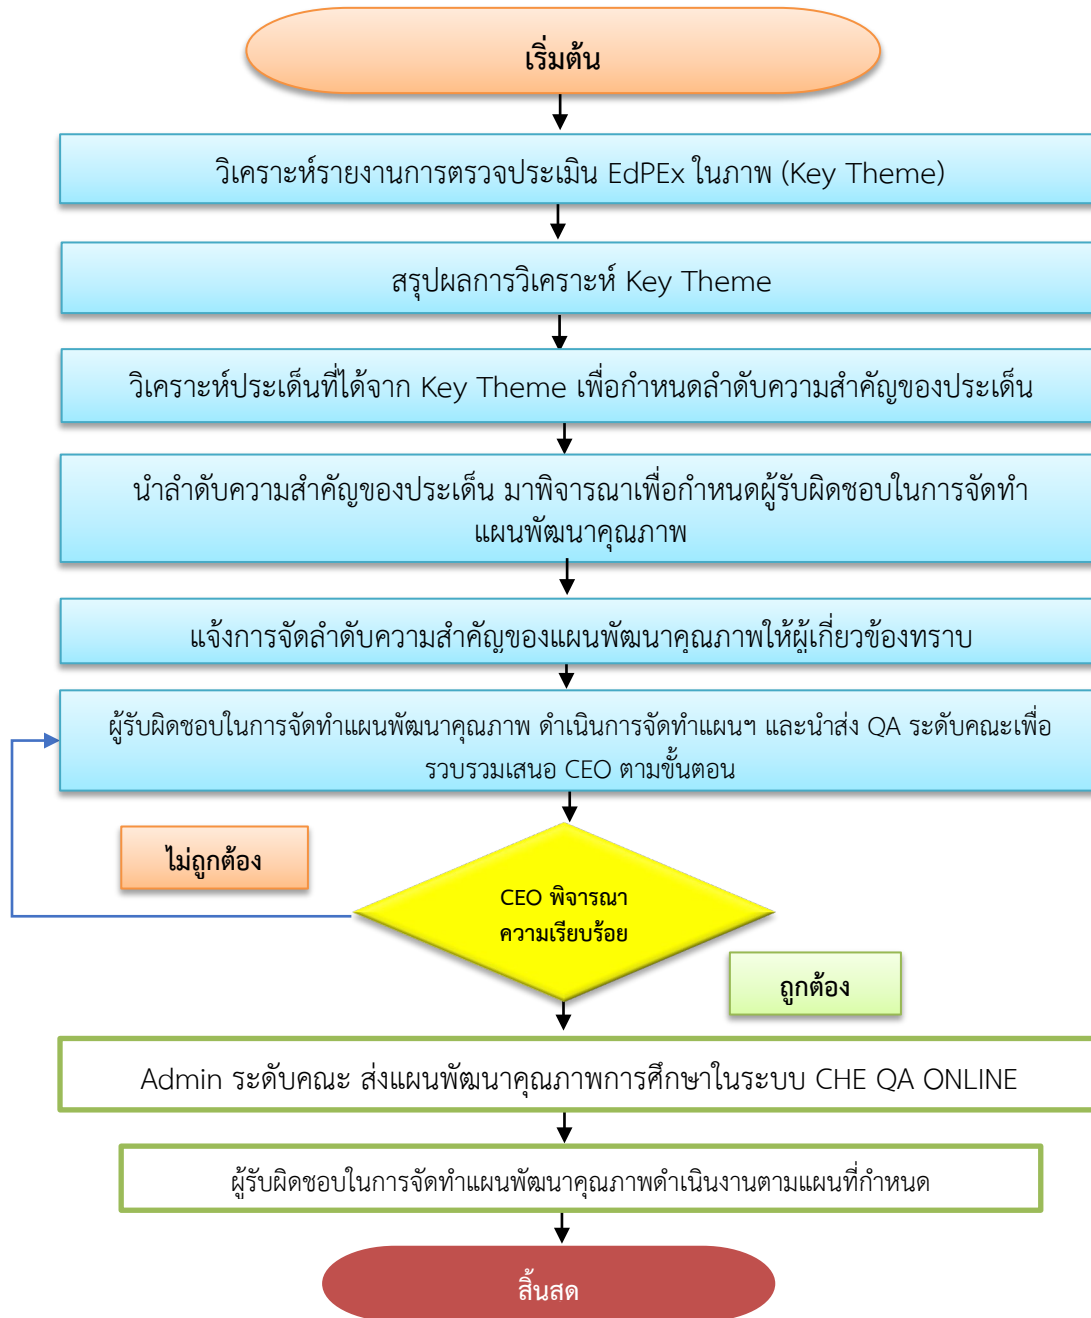 เริ่มต้น
วิเคราะห์รายงานการตรวจประเมิน EdPEx ในภาพ (Key Theme)
สรุปผลการวิเคราะห์ Key Theme
วิเคราะห์ประเด็นที่ได้จาก Key Theme เพื่อกำหนดลำดับความสำคัญของประเด็น
นำลำดับความสำคัญของประเด็น มาพิจารณาเพื่อกำหนดผู้รับผิดชอบในการจัดทำ
แผนพัฒนาคุณภาพ
แจ้งการจัดลำดับความสำคัญของแผนพัฒนาคุณภาพให้ผู้เกี่ยวข้องทราบ
ผู้รับผิดชอบในการจัดทำแผนพัฒนาคุณภาพ ดำเนินการจัดทำแผนฯ และนำส่ง QA ระดับคณะเพื่อ
รวบรวมเสนอ CEO ตามขั้นตอน
ไม่ถูกต้อง
CEO พิจารณา
ความเรียบร้อย
ถูกต้อง
Admin ระดับคณะ ส่งแผนพัฒนาคุณภาพการศึกษาในระบบ CHE QA ONLINE
ผู้รับผิดชอบในการจัดทำแผนพัฒนาคุณภาพดำเนินงานตามแผนที่กำหนด
สิ้นสด